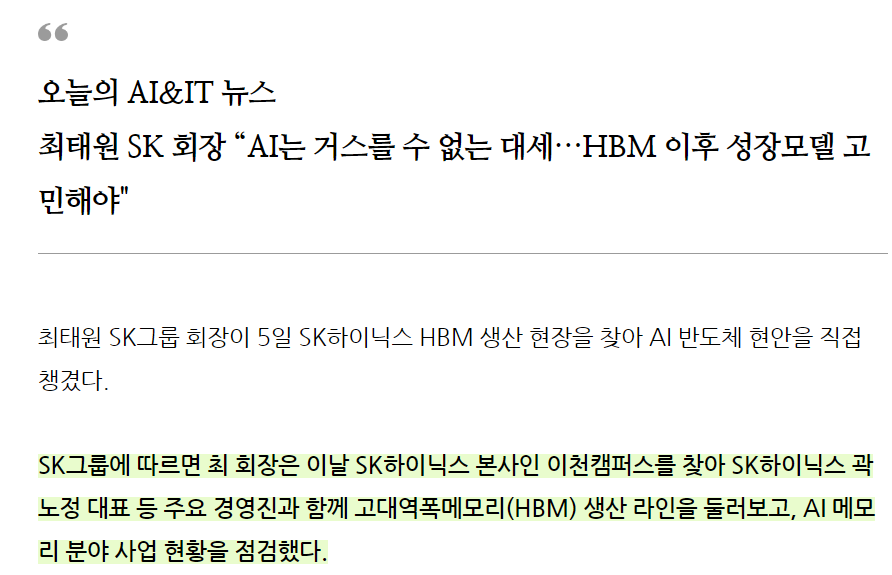 오늘의 AI&IT 뉴스
최태원 SK 회장 “AI는 거스를 수 없는 대세…HBM 이후 성장모델 고
민해야"
최태원 SK그룹 회장이 5일 SK하이닉스 HBM 생산 현장을 찾아 AI 반도체 현안을 직접
챙겼다.
SK그룹에 따르면 최 회장은 이날 SK하이닉스 본사인 이천캠퍼스를 찾아 SK하이닉스 곽
노정 대표 등 주요 경영진과 함께 고대역폭메모리(HBM) 생산 라인을 둘러보고, AI 메모
리 분야 사업 현황을 점검했다.